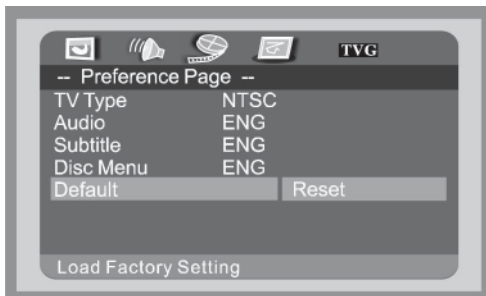 TVG
-- Preference Page --
TV Type NTSC
Audio ENG
Subtitle ENG
Disc Menu ENG
Default Reset
Load Factory Setting